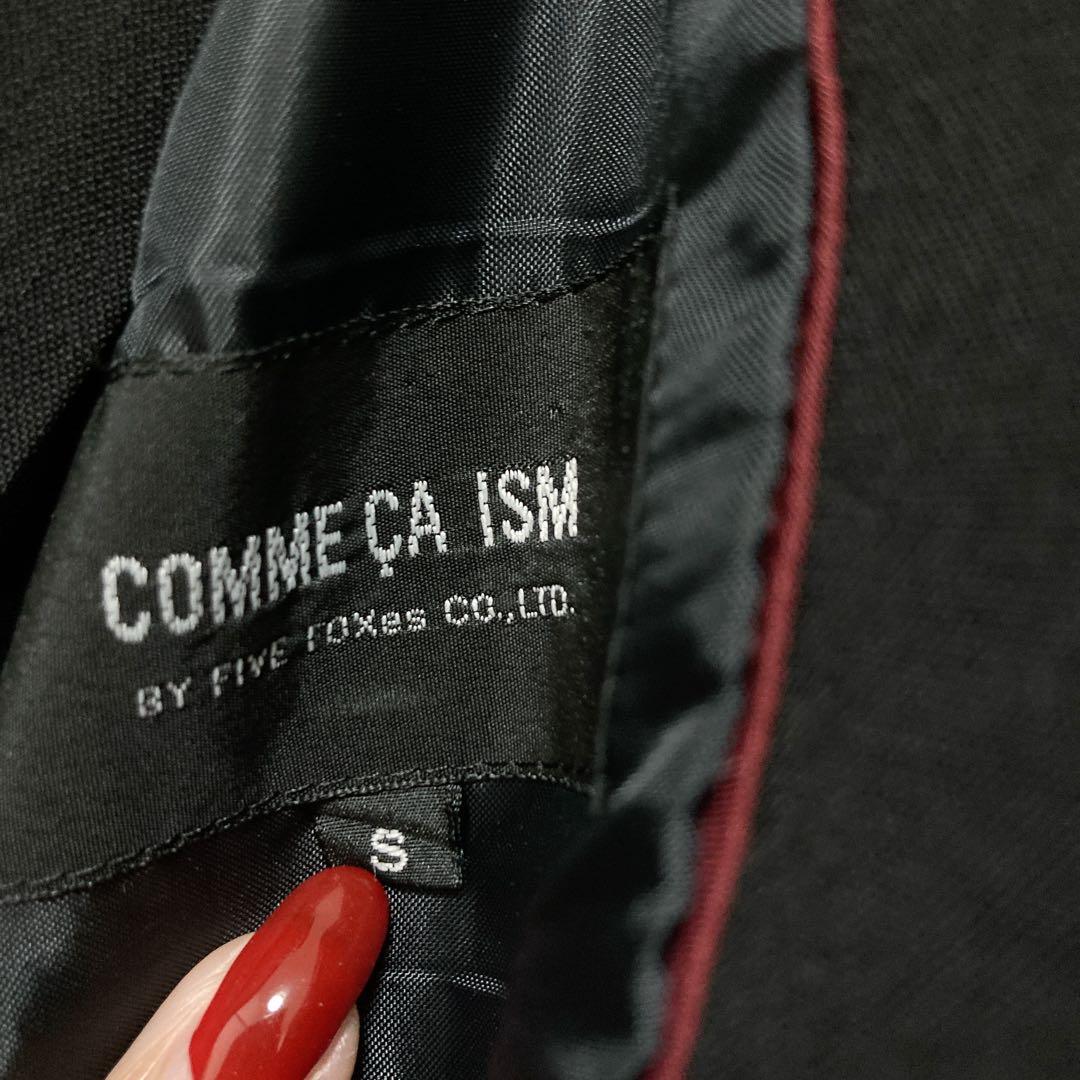 COMME ÇA ISM
BY FIVE FOXes CO.,LTD.
S